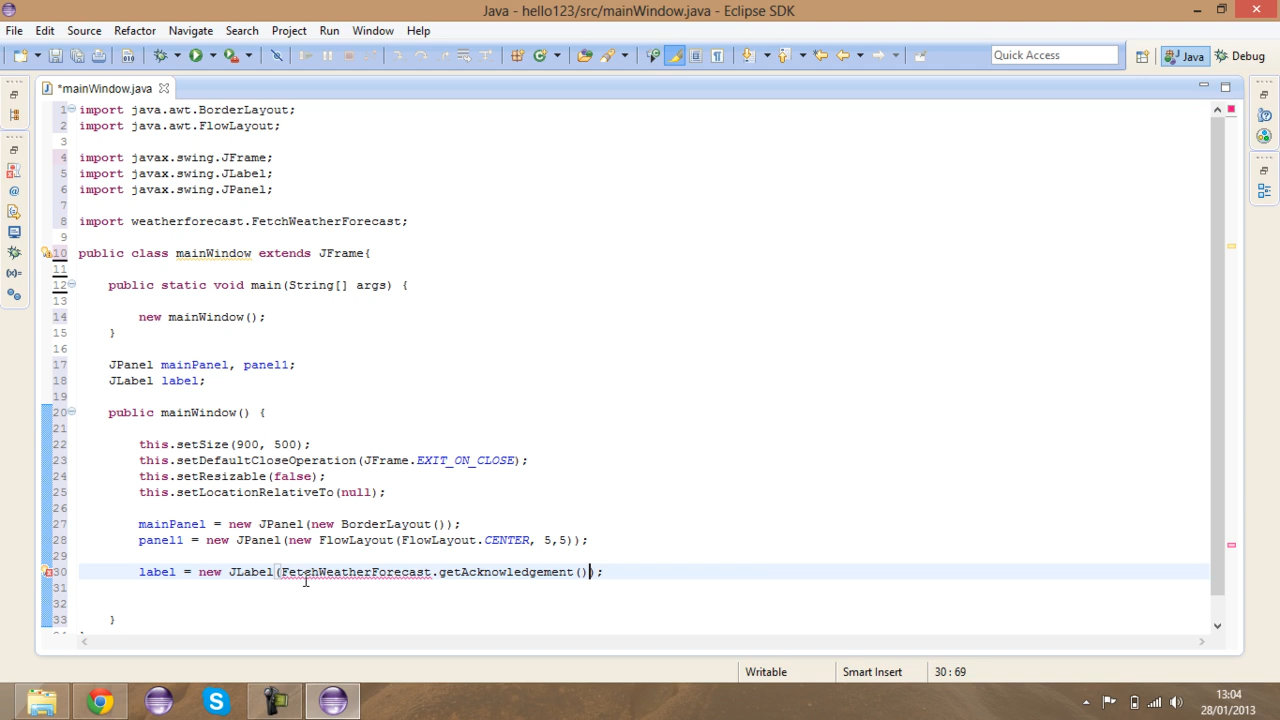 Java - hello123/src/mainWindow.java - Eclipse SDK
File Edit Source Refactor Navigate Search Project Run Window Help
Quick Access Java Debug
*mainWindow.java
1 import java.awt.BorderLayout;
2 import java.awt.FlowLayout;
3
4 import javax.swing.JFrame;
5 import javax.swing.JLabel;
6 import javax.swing.JPanel;
7
8 import weatherforecast.FetchWeatherForecast;
9
10 public class mainWindow extends JFrame{
11
12 public static void main(String[] args) {
13
14 new mainWindow();
15 }
16
17 JPanel mainPanel, panel1;
18 JLabel label;
19
20 public mainWindow() {
21
22 this.setSize(900, 500);
23 this.setDefaultCloseOperation(JFrame.EXIT_ON_CLOSE);
24 this.setResizable(false);
25 this.setLocationRelativeTo(null);
26
27 mainPanel = new JPanel(new BorderLayout());
28 panel1 = new JPanel(new FlowLayout(FlowLayout.CENTER, 5,5));
29
30 label = new JLabel(FetchWeatherForecast.getAcknowledgement());
31
32
33 }
Writable Smart Insert 30 : 69
13:04
28/01/2013